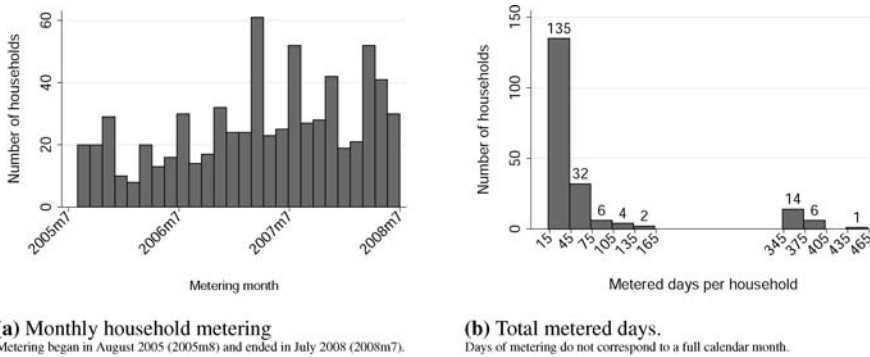 Number of households
60
40
20
0
2005m7
2006m7
2007m7
2008m7
Metering month
(a) Monthly household metering
Metering began in August 2005 (2005m8) and ended in July 2008 (2008m7).
Number of households
150
100
50
0
135
32
6
4
2
14
6
1
15
45
75
105
135
165
345
375
405
435
465
Metered days per household
(b) Total metered days.
Days of metering do not correspond to a full calendar month.